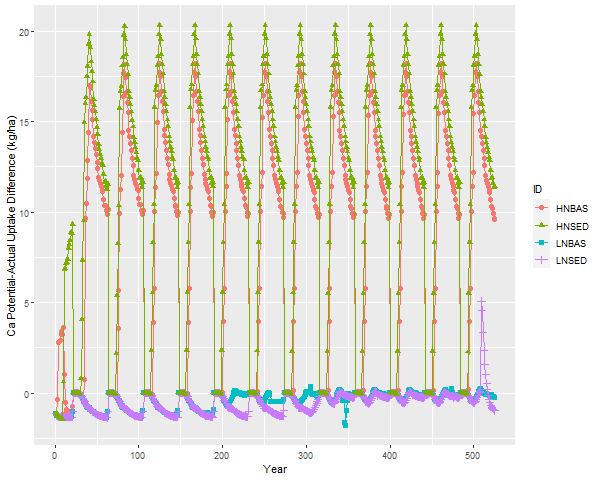 Ca Potential-Actual Uptake Difference (kg/ha)
20
15
10
5
0
0
100
200
300
400
500
Year
ID
HNBAS
HNSED
LNBAS
LNSED